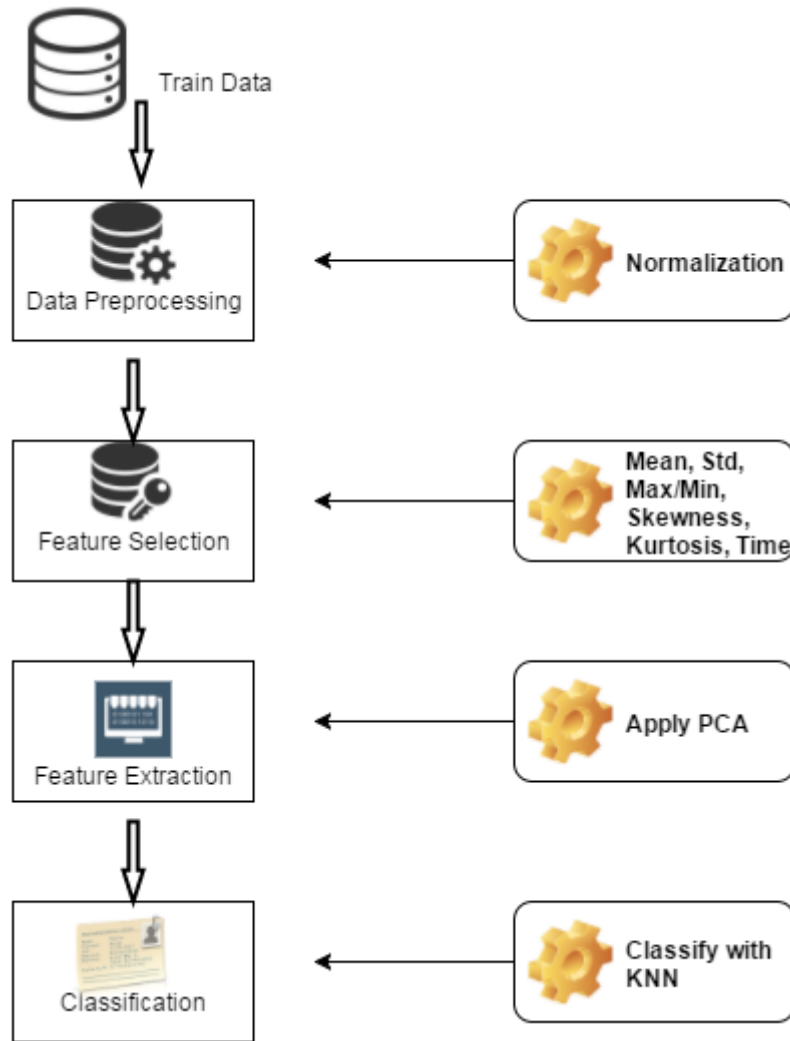 Train Data
Data Preprocessing
Normalization
Feature Selection
Mean, Std,
Max/Min,
Skewness,
Kurtosis, Time
Feature Extraction
Apply PCA
Classification
Classify with
KNN